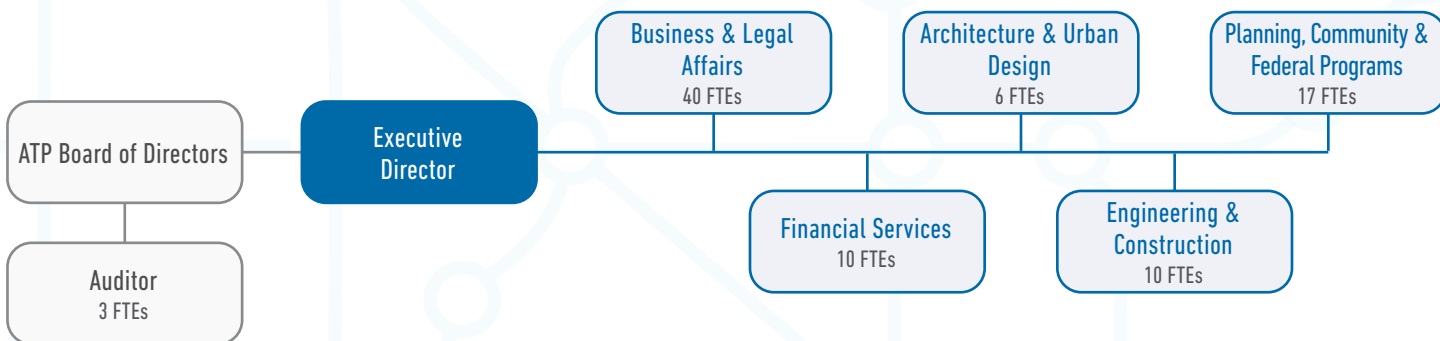 ATP Board of Directors
Auditor
3 FTEs
Executive
Director
Business & Legal
Affairs
40 FTEs
Architecture & Urban
Design
6 FTEs
Planning, Community &
Federal Programs
17 FTEs
Financial Services
10 FTEs
Engineering &
Construction
10 FTEs